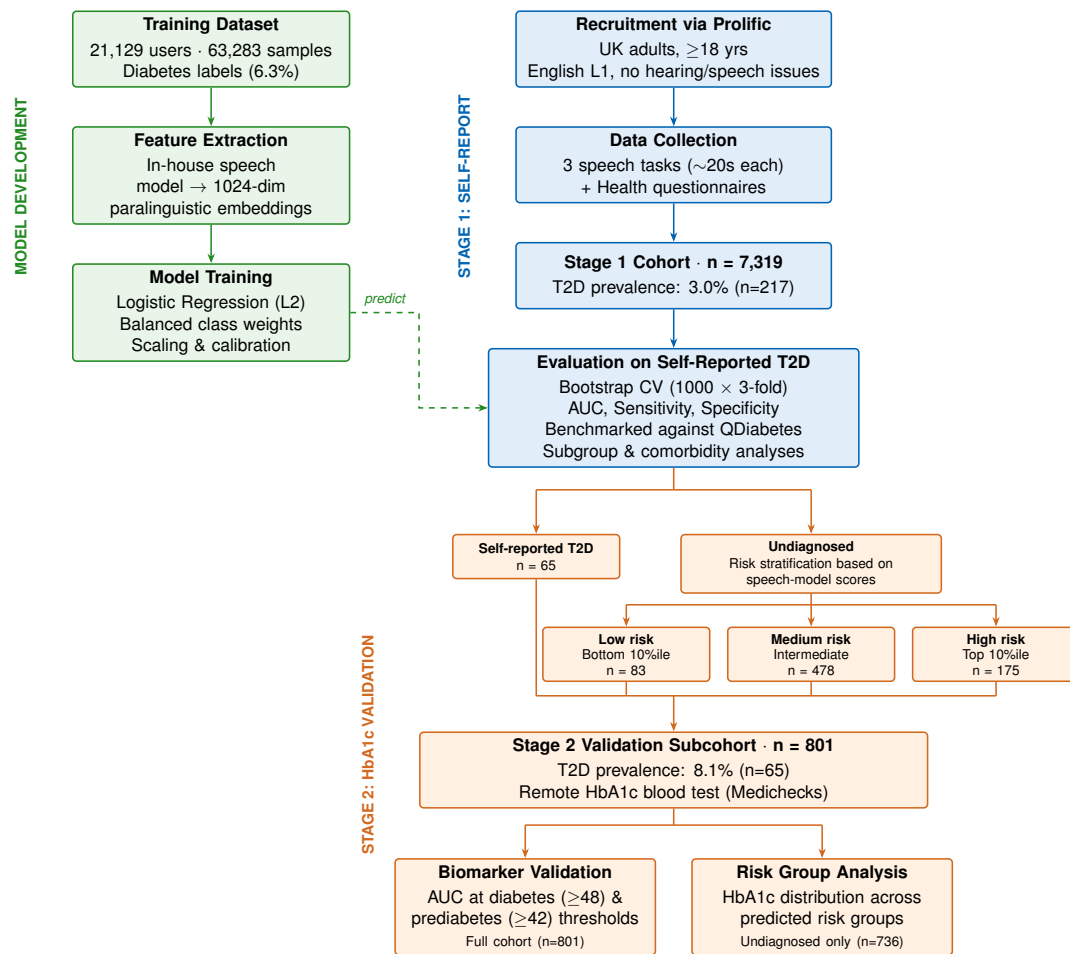 MODEL DEVELOPMENT
Training Dataset
21,129 users · 63,283 samples
Diabetes labels (6.3%)
Feature Extraction
In-house speech
model → 1024-dim
paralinguistic embeddings
Model Training
Logistic Regression (L2)
Balanced class weights
Scaling & calibration
predict
STAGE 1: SELF-REPORT
Recruitment via Prolific
UK adults, ≥18 yrs
English L1, no hearing/speech issues
Data Collection
3 speech tasks (∼20s each)
+ Health questionnaires
Stage 1 Cohort · n = 7,319
T2D prevalence: 3.0% (n=217)
Evaluation on Self-Reported T2D
Bootstrap CV (1000 × 3-fold)
AUC, Sensitivity, Specificity
Benchmarked against QDiabetes
Subgroup & comorbidity analyses
STAGE 2: HbA1c VALIDATION
Self-reported T2D
n = 65
Undiagnosed
Risk stratification based on
speech-model scores
Low risk
Bottom 10%ile
n = 83
Medium risk
Intermediate
n = 478
High risk
Top 10%ile
n = 175
Stage 2 Validation Subcohort · n = 801
T2D prevalence: 8.1% (n=65)
Remote HbA1c blood test (Medichecks)
Biomarker Validation
AUC at diabetes (≥48) &
prediabetes (≥42) thresholds
Full cohort (n=801)
Risk Group Analysis
HbA1c distribution across
predicted risk groups
Undiagnosed only (n=736)